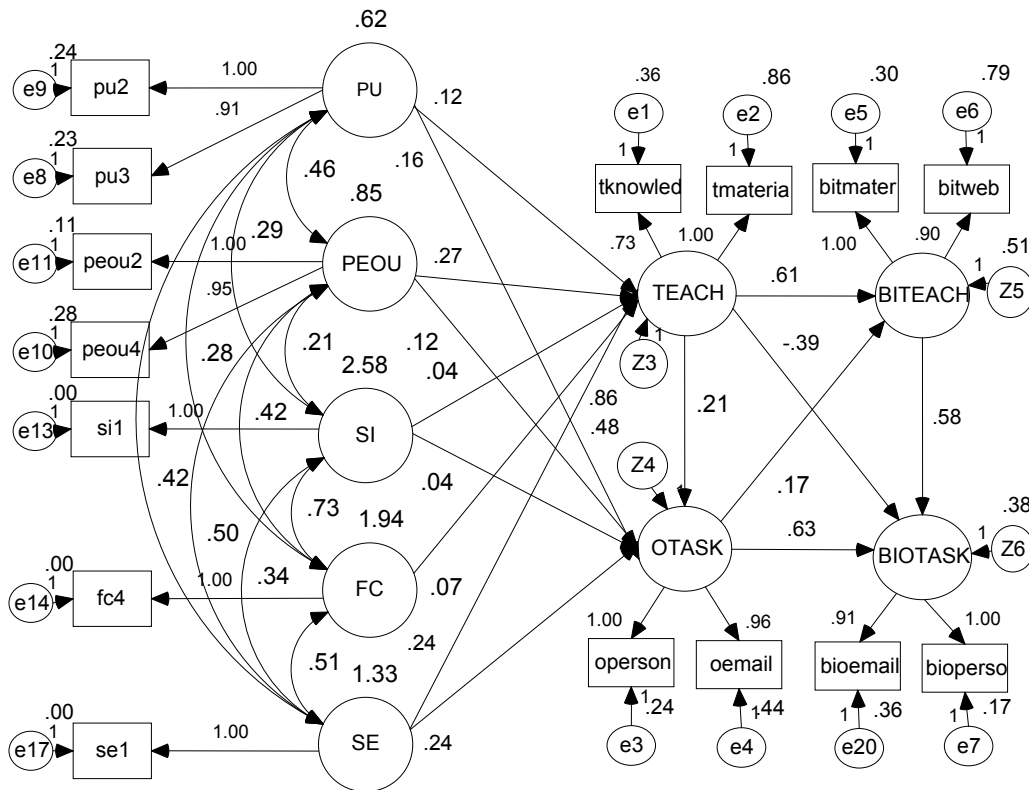 .62
.24
1
e9
pu2
1.00
PU
.91
.12
.36
.86
.30
.79
e1
e2
e5
e6
1
1
1
1
.23
1
e8
pu3
.16
.46
.85
tknowled
tmateria
bitmater
bitweb
.11
1
e11
peou2
.29
1.00
PEOU
.27
.73
1.00
1.00
.90
.51
.95
TEACH
.61
BITEACH
1
Z5
.28
1
e10
peou4
.28
.21
2.58
.12
.04
Z3
1
-.39
.00
1
e13
si1
1.00
.42
SI
.86
.48
.21
.58
.42
.50
.73
1.94
.04
Z4
1
.17
.38
OTASK
.63
BIOTASK
1
Z6
.00
1
e14
fc4
1.00
.34
FC
.07
.24
.51
1.33
1.00
.96
.91
1.00
operson
oemail
bioemail
bioperso
.00
1
e17
se1
1.00
SE
.24
1
.24
1
.44
1
.36
1
.17
e3
e4
e20
e7